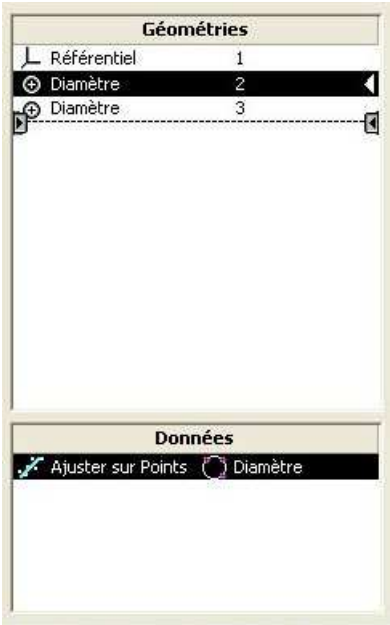 Géométries
Référentiel 1
Diamètre 2
Diamètre 3
Données
Ajuster sur Points Diamètre